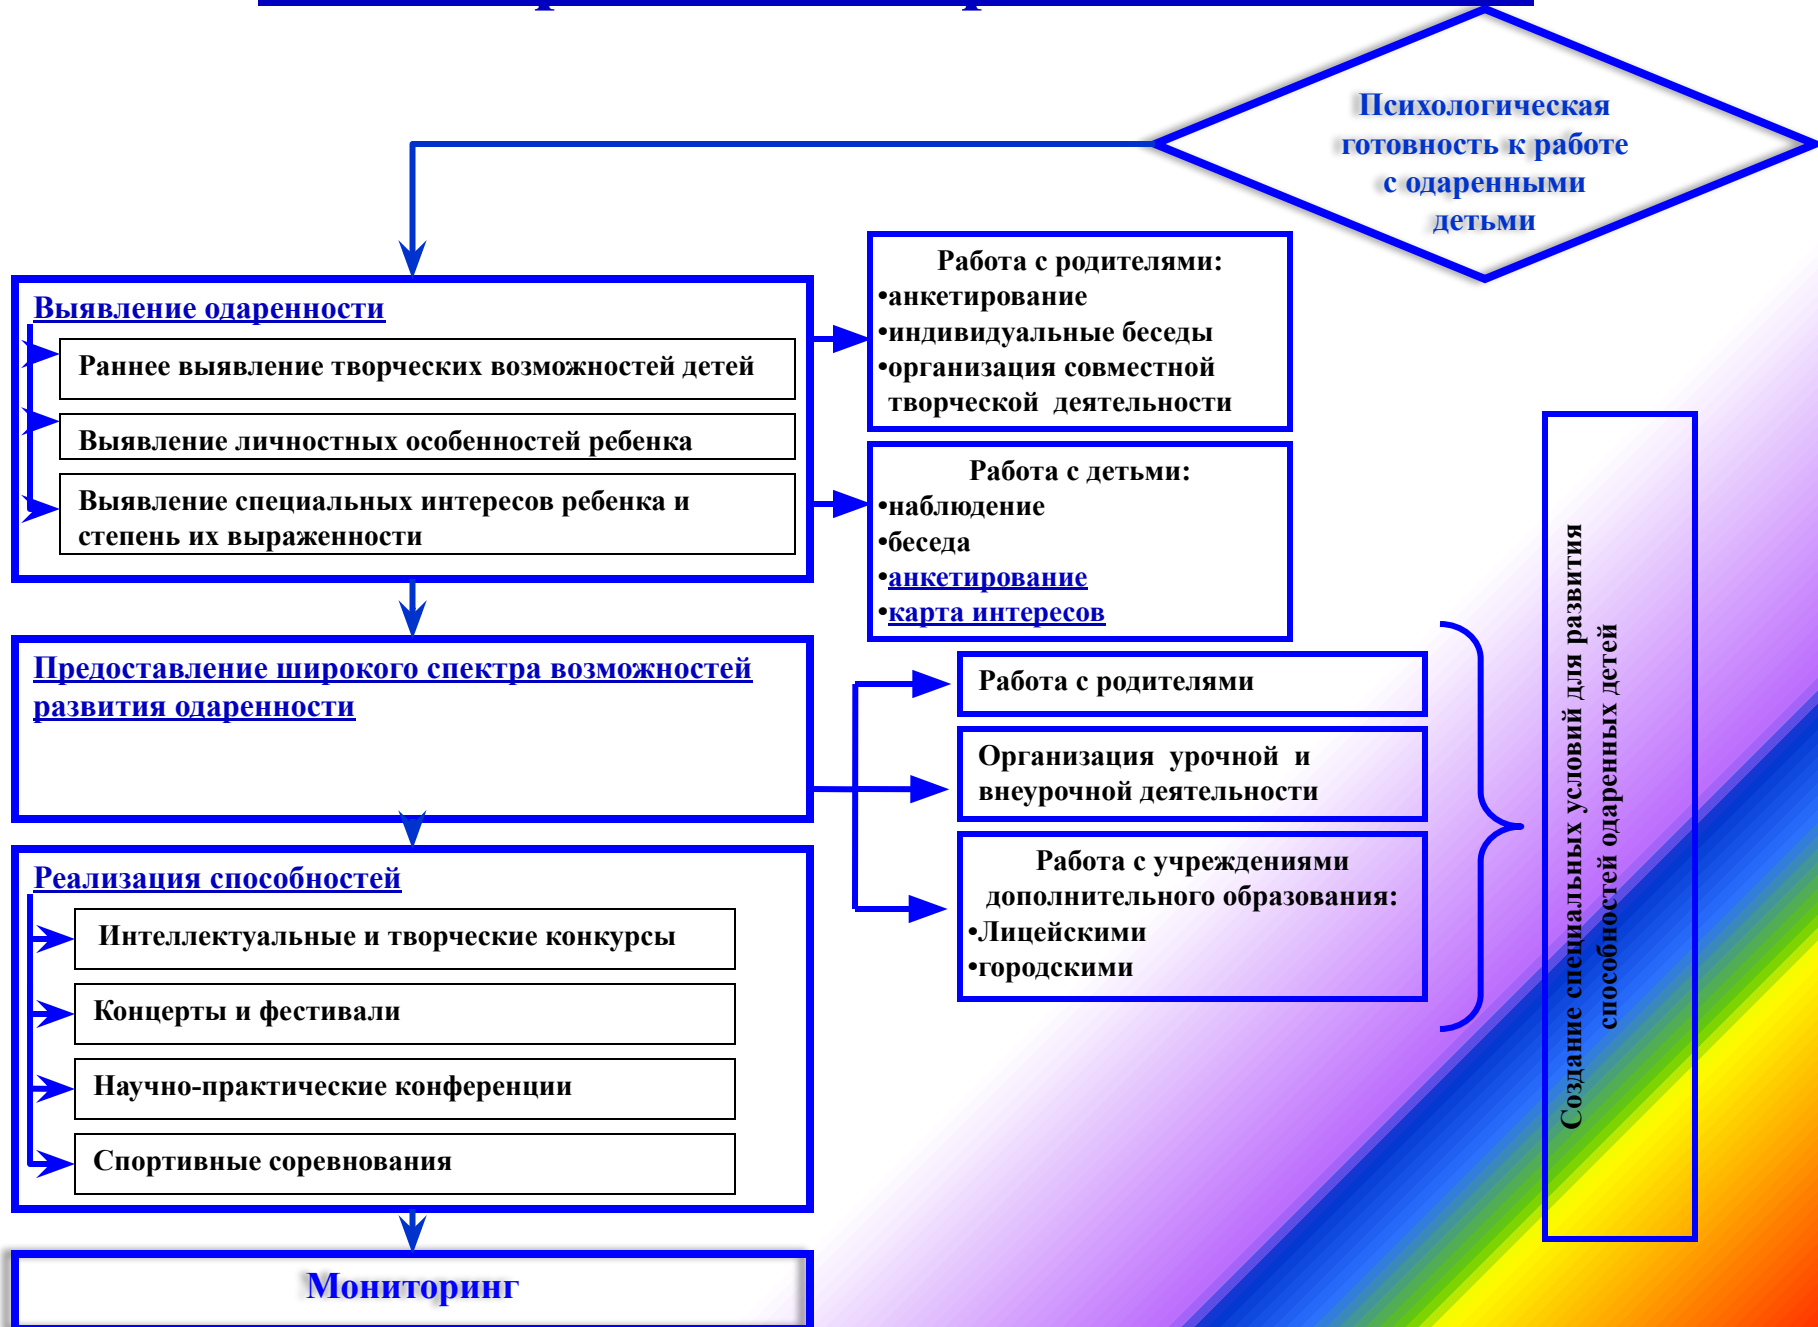 Психологическая
готовность к работе
с одаренными
детьми
Выявление одаренности
Раннее выявление творческих возможностей детей
Выявление личностных особенностей ребенка
Выявление специальных интересов ребенка и
степень их выраженности
Работа с родителями:
•анкетирование
•индивидуальные беседы
•организация совместной
творческой деятельности
Работа с детьми:
•наблюдение
•беседа
•анкетирование
•карта интересов
Предоставление широкого спектра возможностей
развития одаренности
Работа с родителями
Организация урочной и
внеурочной деятельности
Работа с учреждениями
дополнительного образования:
•Лицейскими
•городскими
Создание специальных условий для развития
способностей одаренных детей
Реализация способностей
Интеллектуальные и творческие конкурсы
Концерты и фестивали
Научно-практические конференции
Спортивные соревнования
Мониторинг